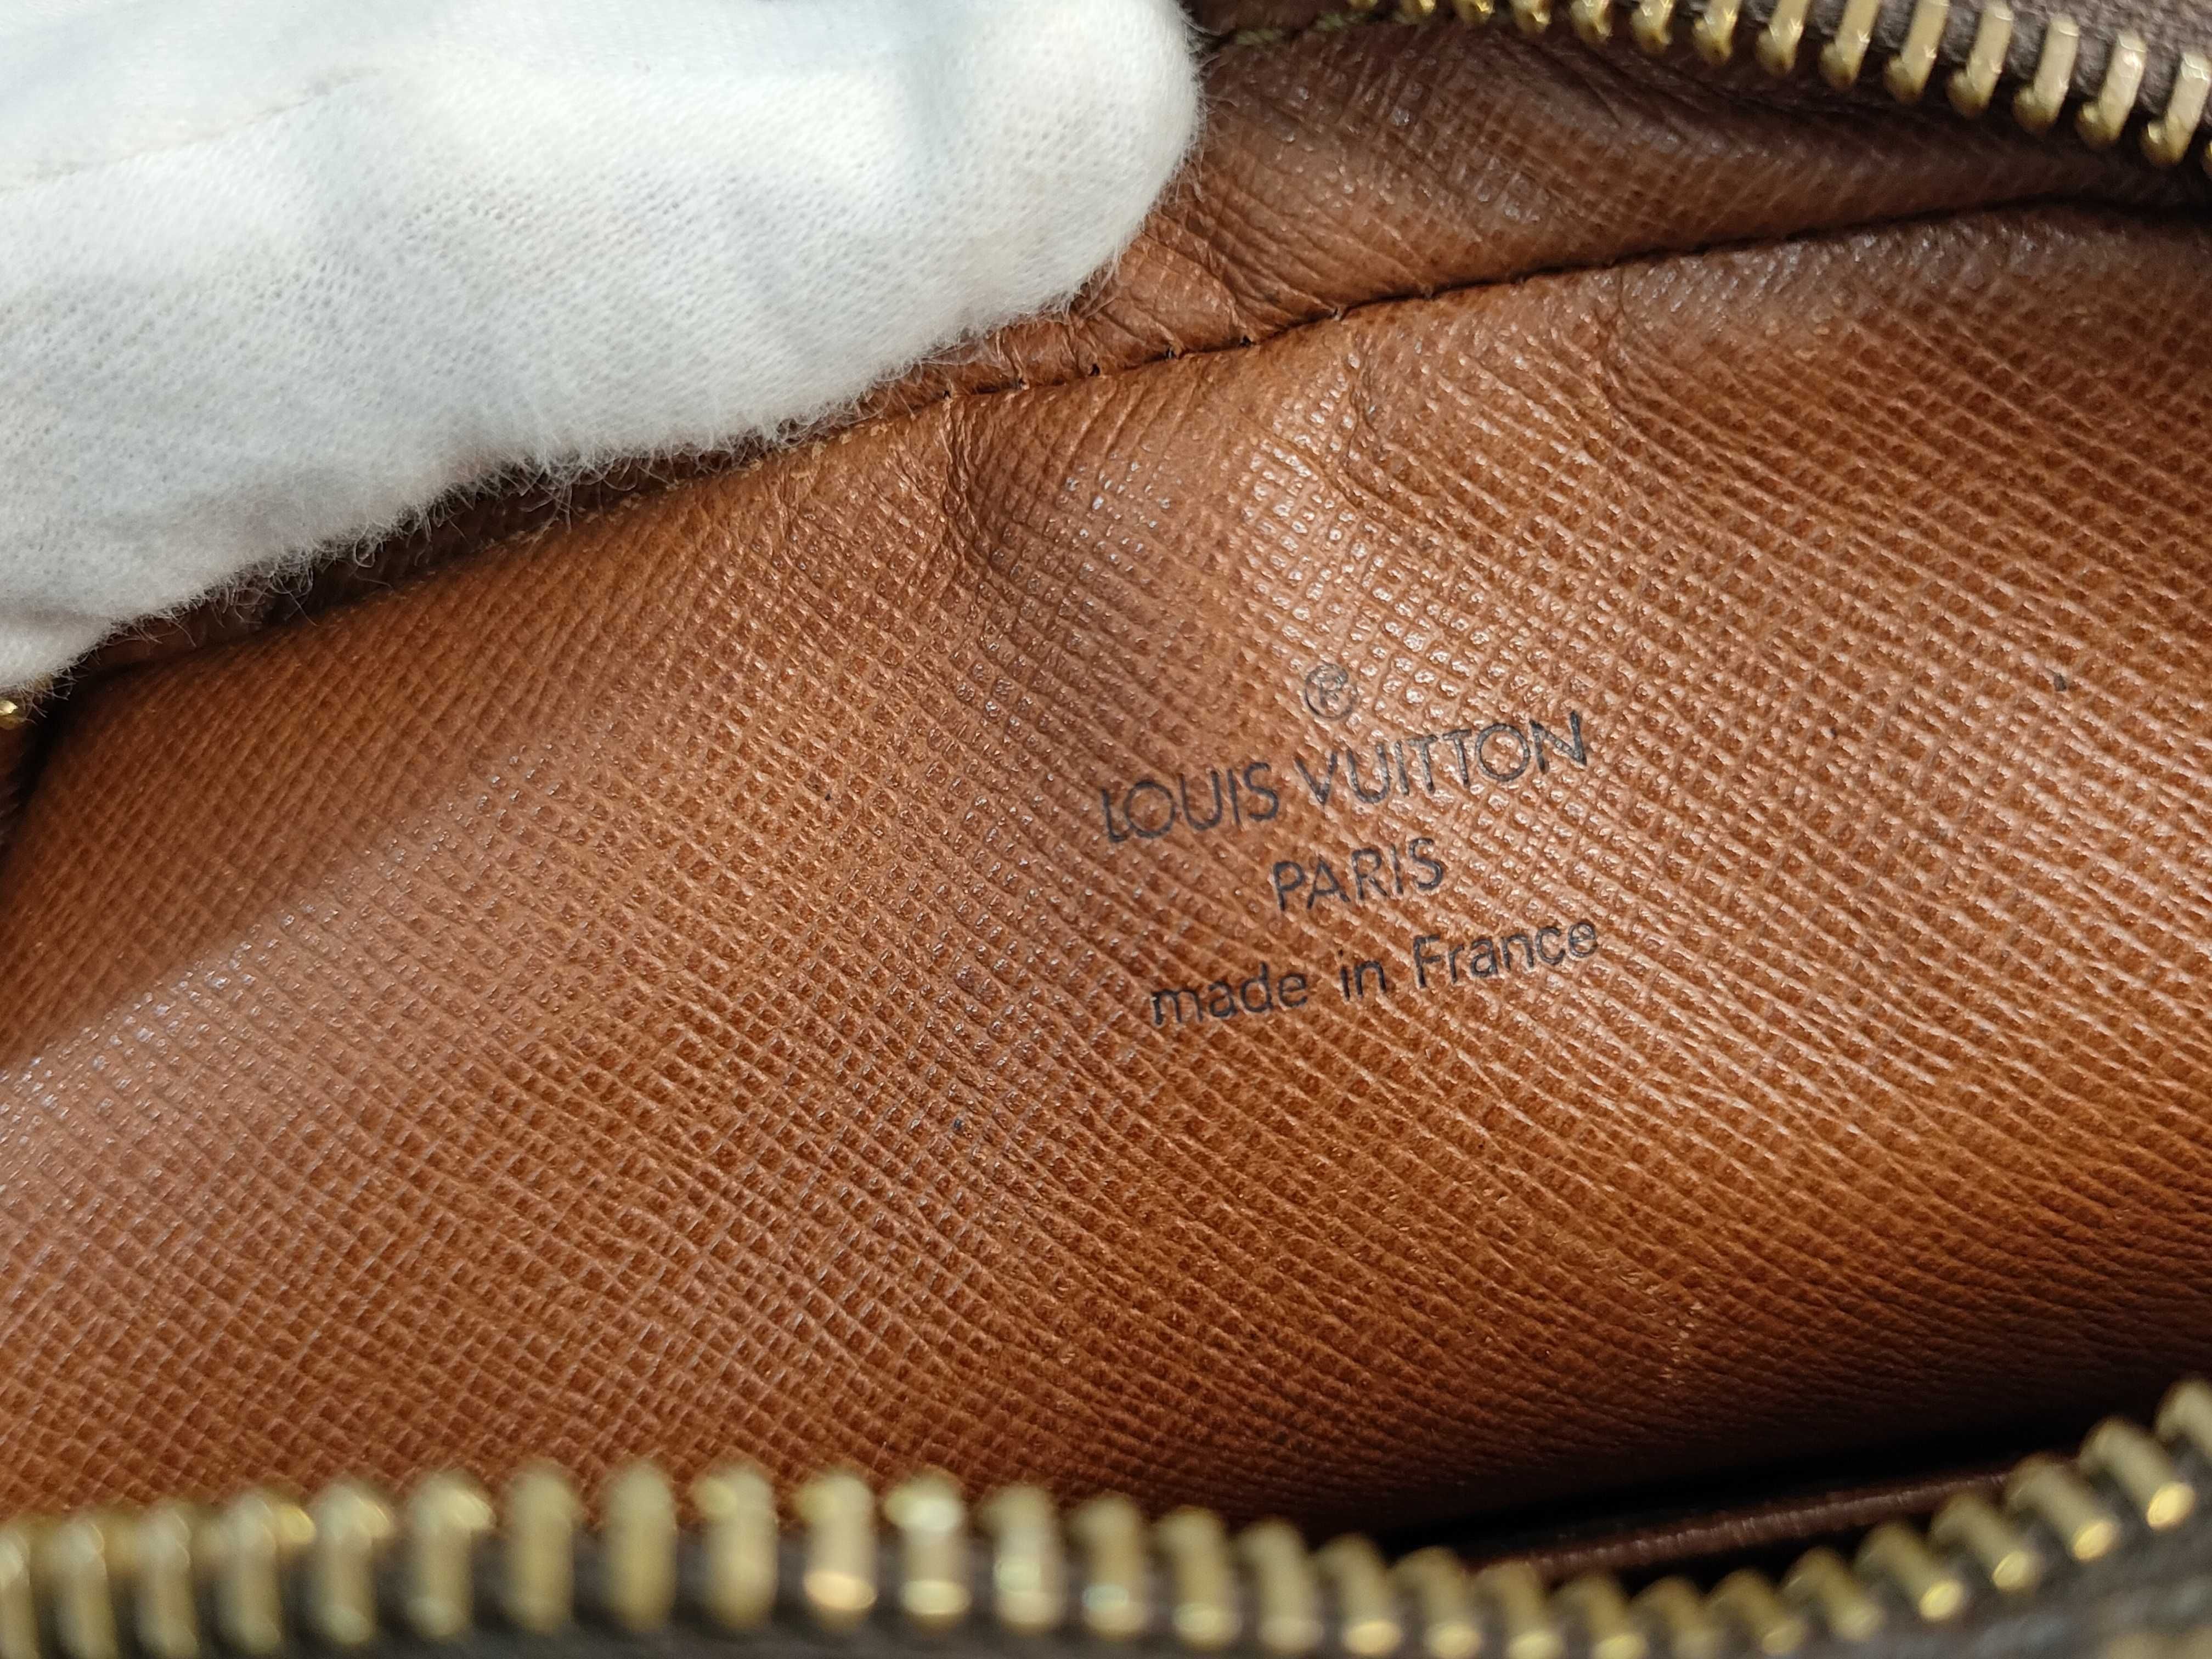 ®
LOUIS VUITTON
PARIS
made in France